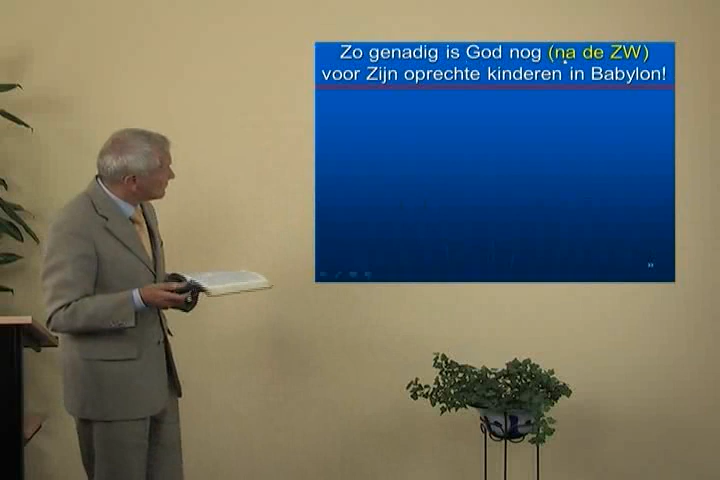 Zo genadig is God nog (na de ZW)
voor Zijn oprechte kinderen in Babylon!